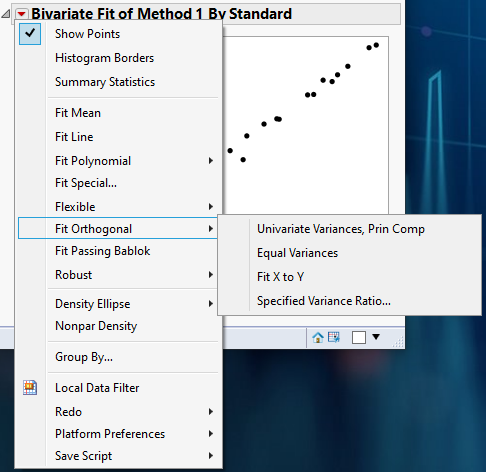 Bivariate Fit of Method 1 By Standard
Show Points
Histogram Borders
Summary Statistics
Fit Mean
Fit Line
Fit Polynomial
Fit Special...
Flexible
Fit Orthogonal
Univariate Variances, Prin Comp
Equal Variances
Fit X to Y
Specified Variance Ratio...
Fit Passing Bablok
Robust
Density Ellipse
Nonpar Density
Group By...
Local Data Filter
Redo
Platform Preferences
Save Script